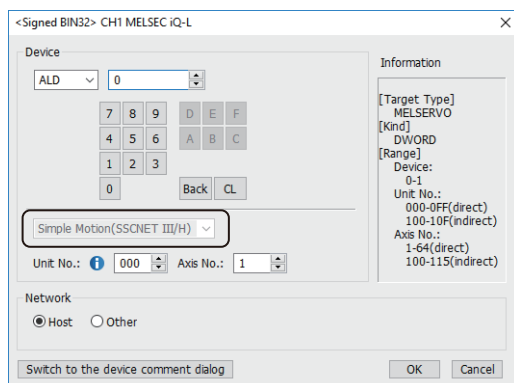 <Signed BIN32> CH1 MELSEC iQ-L
Device
ALD 0
7 8 9 D E F
4 5 6 A B C
1 2 3
0 Back CL
Simple Motion(SSCNET III/H)
Unit No.: 000 Axis No.: 1
Information
[Target Type]
MELSERVO
[Kind]
DWORD
[Range]
Device:
0-1
Unit No.:
000-0FF(direct)
100-10F(indirect)
Axis No.:
1-64(direct)
100-115(indirect)
Network
Host Other
Switch to the device comment dialog OK Cancel